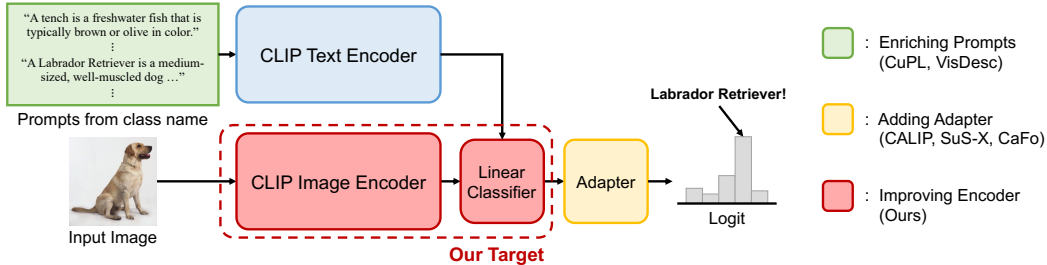 “A tench is a freshwater fish that is
typically brown or olive in color.”
⋮
“A Labrador Retriever is a medium-
sized, well-muscled dog …”
⋮
Prompts from class name
CLIP Text Encoder
Input Image
CLIP Image Encoder
Linear
Classifier
Our Target
Adapter
Labrador Retriever!
Logit
: Enriching Prompts
(CuPL, VisDesc)
: Adding Adapter
(CALIP, SuS-X, CaFo)
: Improving Encoder
(Ours)